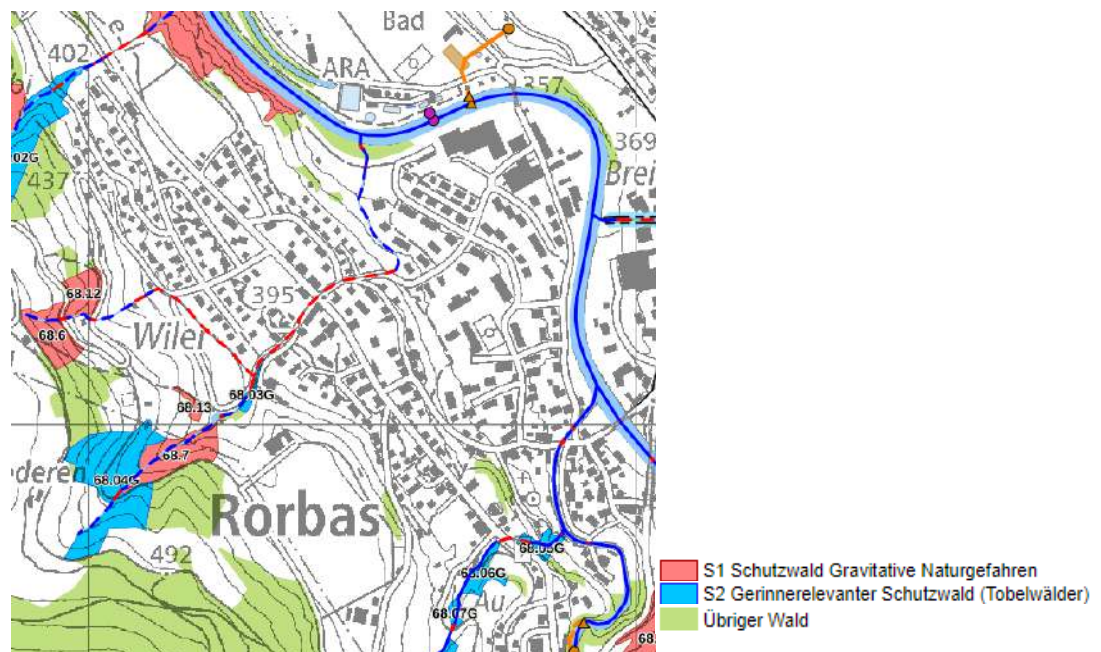 Bad
402
ARA
357
369
02G
437
Brei
68.12
395
68.6
Wiler
68.03G
68.13
68.7
deren
68.04G
Rorbas
492
68.05G
68.06G
Au
68.07G
68.
S1 Schutzwald Gravitative Naturgefahren
S2 Gerinnerelevanter Schutzwald (Tobelwälder)
Übriger Wald